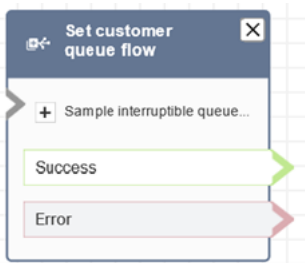 Set customer
queue flow
Sample interruptible queue...
Success
Error